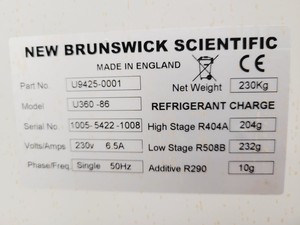 NEW BRUNSWICK SCIENTIFIC
MADE IN ENGLAND
CE
Part No. U9425-0001
Net Weight 230Kg
Model U360 -86
REFRIGERANT CHARGE
Serial No. 1005-5422-1008
High Stage R404A 204g
Volts/Amps. 230v 6.5A
Low Stage R508B 232g
Phase/Freq. Single 50Hz
Additive R290 10g